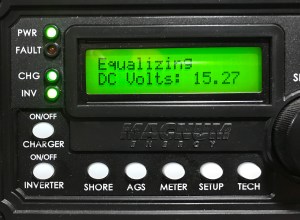 PWR
FAULT
CHG
INV
Equalizing
DC Volts: 15.27
ON/OFF
CHARGER
ON/OFF
INVERTER
MAGNUM
ENERGY
SHORE
AGS
METER
SETUP
TECH